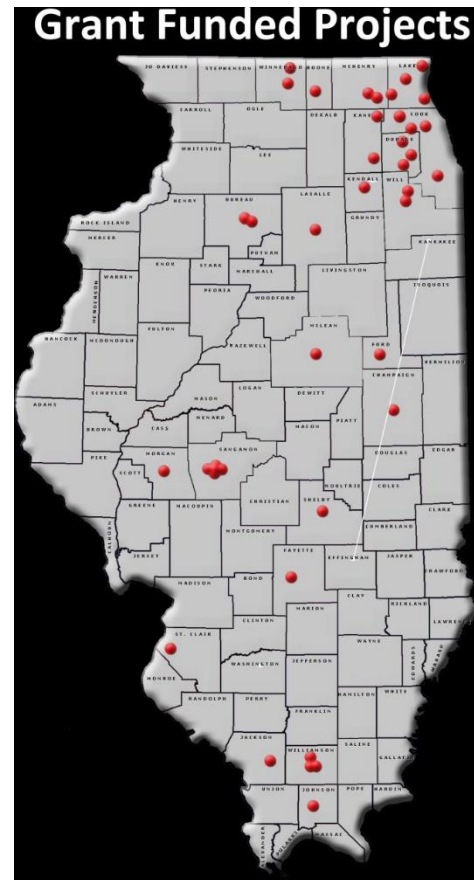 Grant Funded Projects
JO DAVIESS STEPHENSON WINNEBAGO BOONE MCHENRY LAKE
CARROLL OGLE DEKALB KANE COOK
DUPAGE
WHITESIDE LEE
KENDALL WILL
ROCK ISLAND HENRY BUREAU LASALLE GRUNDY
MERCER PUTNAM KANKAKEE
HENDERSON WARREN KNOX STARK MARSHALL LIVINGSTON IROQUOIS
PEORIA WOODFORD
HANCOCK MCDONOUGH FULTON TAZEWELL MCLEAN FORD
SCHUYLER MASON LOGAN DEWITT CHAMPAIGN VERMILION
ADAMS BROWN CASS MENARD MACON PIATT
PIKE SCOTT MORGAN SANGAMON DOUGLAS EDGAR
MOULTRIE COLES
CALHOUN GREENE MACOUPIN CHRISTIAN SHELBY CLARK
JERSEY MONTGOMERY CUMBERLAND
FAYETTE EFFINGHAM JASPER CRAWFORD
MADISON BOND CLAY
CLINTON MARION RICHLAND LAWRENCE
ST. CLAIR WAYNE EDWARDS WABASH
MONROE WASHINGTON JEFFERSON
RANDOLPH PERRY HAMILTON WHITE
FRANKLIN
JACKSON WILLIAMSON SALINE GALLATIN
UNION JOHNSON POPE HARDIN
ALEXANDER PULASKI MASSAC